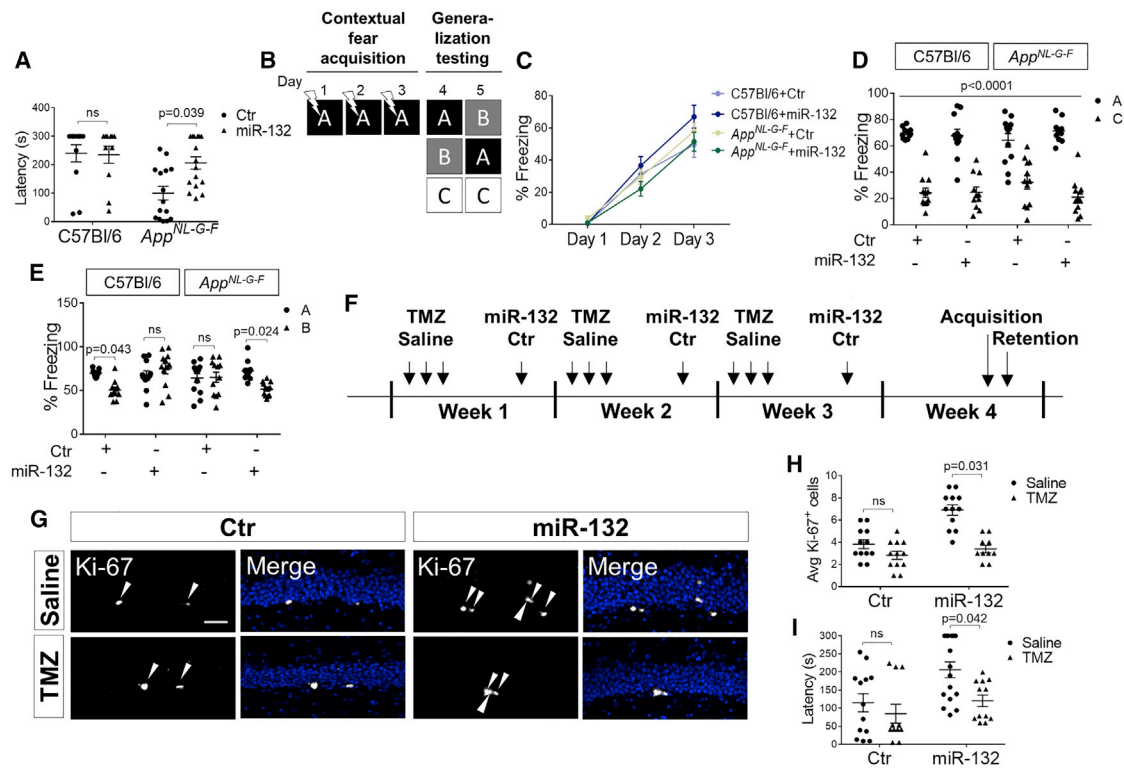 A
Latency (s)
400
300
200
100
0
ns
p=0.039
Ctr
miR-132
C57Bl/6
App^NL-G-F
B
Contextual
fear
acquisition
Genera-
lization
testing
Day
1 2 3 4 5
A A A A B
B A
C C
C
% Freezing
80
60
40
20
0
Day 1 Day 2 Day 3
C57Bl/6+Ctr
C57Bl/6+miR-132
App^NL-G-F+Ctr
App^NL-G-F+miR-132
D
C57Bl/6 App^NL-G-F
p<0.0001
A
C
% Freezing
100
80
60
40
20
0
Ctr + - + -
miR-132 - + - +
E
C57Bl/6 App^NL-G-F
A
B
% Freezing
150
100
50
0
p=0.043 ns ns p=0.024
Ctr + - + -
miR-132 - + - +
F
TMZ miR-132 TMZ miR-132 TMZ miR-132 Acquisition
Saline Ctr Saline Ctr Saline Ctr Retention
Week 1 Week 2 Week 3 Week 4
G
Ctr miR-132
Saline
Ki-67 Merge Ki-67 Merge
TMZ
H
Avg Ki-67+ cells
10
8
6
4
2
0
ns
p=0.031
Saline
TMZ
Ctr miR-132
I
Latency (s)
300
250
200
150
100
50
0
ns
p=0.042
Saline
TMZ
Ctr miR-132